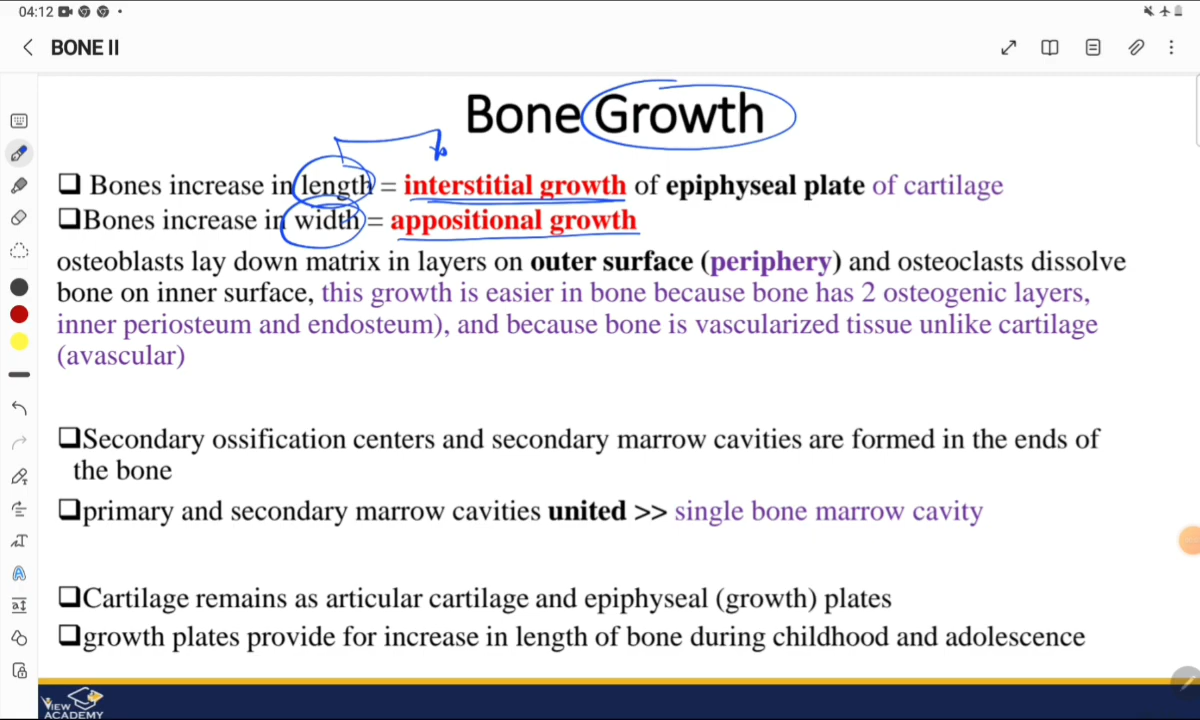 04:12
BONE II
Bone Growth
❑ Bones increase in length = interstitial growth of epiphyseal plate of cartilage
❑Bones increase in width = appositional growth
osteoblasts lay down matrix in layers on outer surface (periphery) and osteoclasts dissolve
bone on inner surface, this growth is easier in bone because bone has 2 osteogenic layers,
inner periosteum and endosteum), and because bone is vascularized tissue unlike cartilage
(avascular)
❑Secondary ossification centers and secondary marrow cavities are formed in the ends of
the bone
❑primary and secondary marrow cavities united >> single bone marrow cavity
❑Cartilage remains as articular cartilage and epiphyseal (growth) plates
❑growth plates provide for increase in length of bone during childhood and adolescence
VIEW
ACADEMY